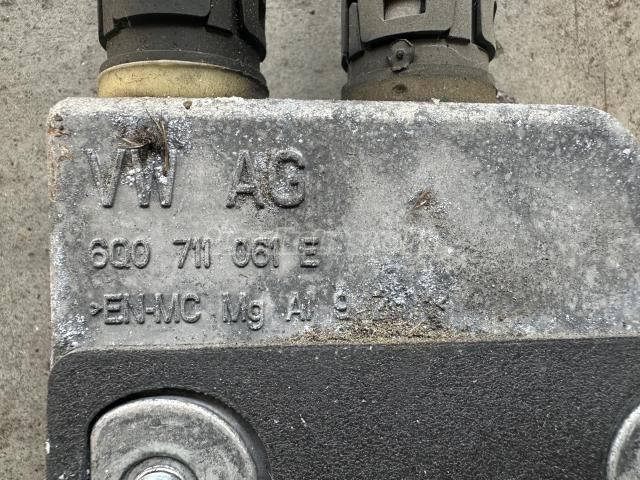 VW AG
6Q0 711 061 E
>EN-MC Mg Al 9